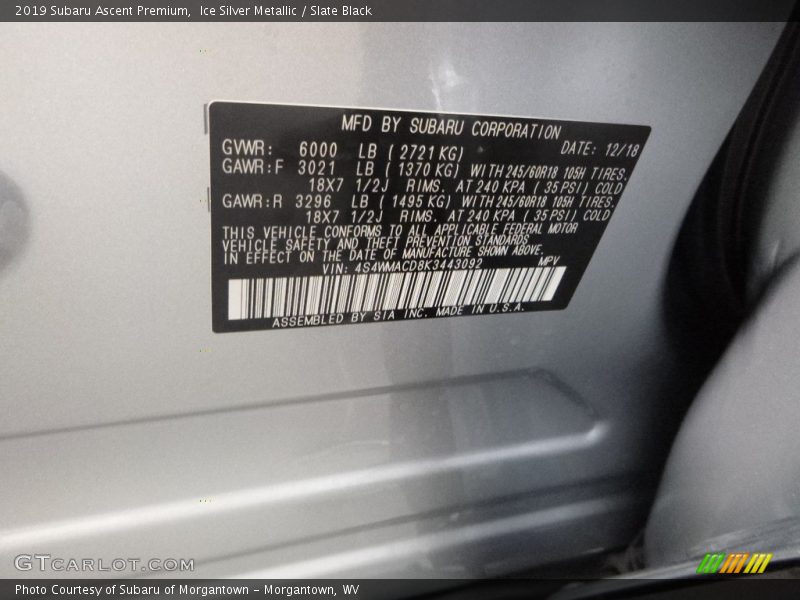 2019 Subaru Ascent Premium,  Ice Silver Metallic / Slate Black
MFD BY SUBARU CORPORATION
GVWR: 6000 LB ( 2721 KG) DATE: 12/18
GAWR:F 3021 LB ( 1370 KG) WITH 245/60R18 105H TIRES,
18X7 1/2J RIMS, AT 240 KPA ( 35 PSI) COLD
GAWR:R 3296 LB ( 1495 KG) WITH 245/60R18 105H TIRES,
18X7 1/2J RIMS, AT 240 KPA ( 35 PSI) COLD
THIS VEHICLE CONFORMS TO ALL APPLICABLE FEDERAL MOTOR
VEHICLE SAFETY AND THEFT PREVENTION STANDARDS
IN EFFECT ON THE DATE OF MANUFACTURE SHOWN ABOVE.
VIN: 4S4WMACD8K3443092 MPV
ASSEMBLED BY SIA INC. MADE IN U.S.A.
GTCARLOT.COM
Photo Courtesy of Subaru of Morgantown – Morgantown, WV